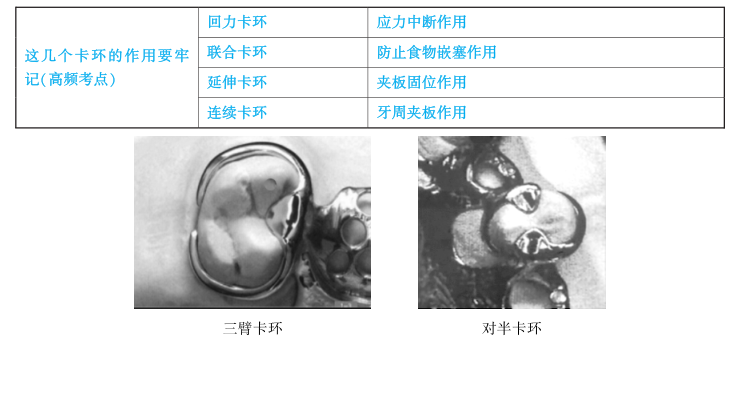 这几个卡环的作用要牢
记(高频考点)
回力卡环 应力中断作用
联合卡环 防止食物嵌塞作用
延伸卡环 夹板固位作用
连续卡环 牙周夹板作用
三臂卡环 对半卡环